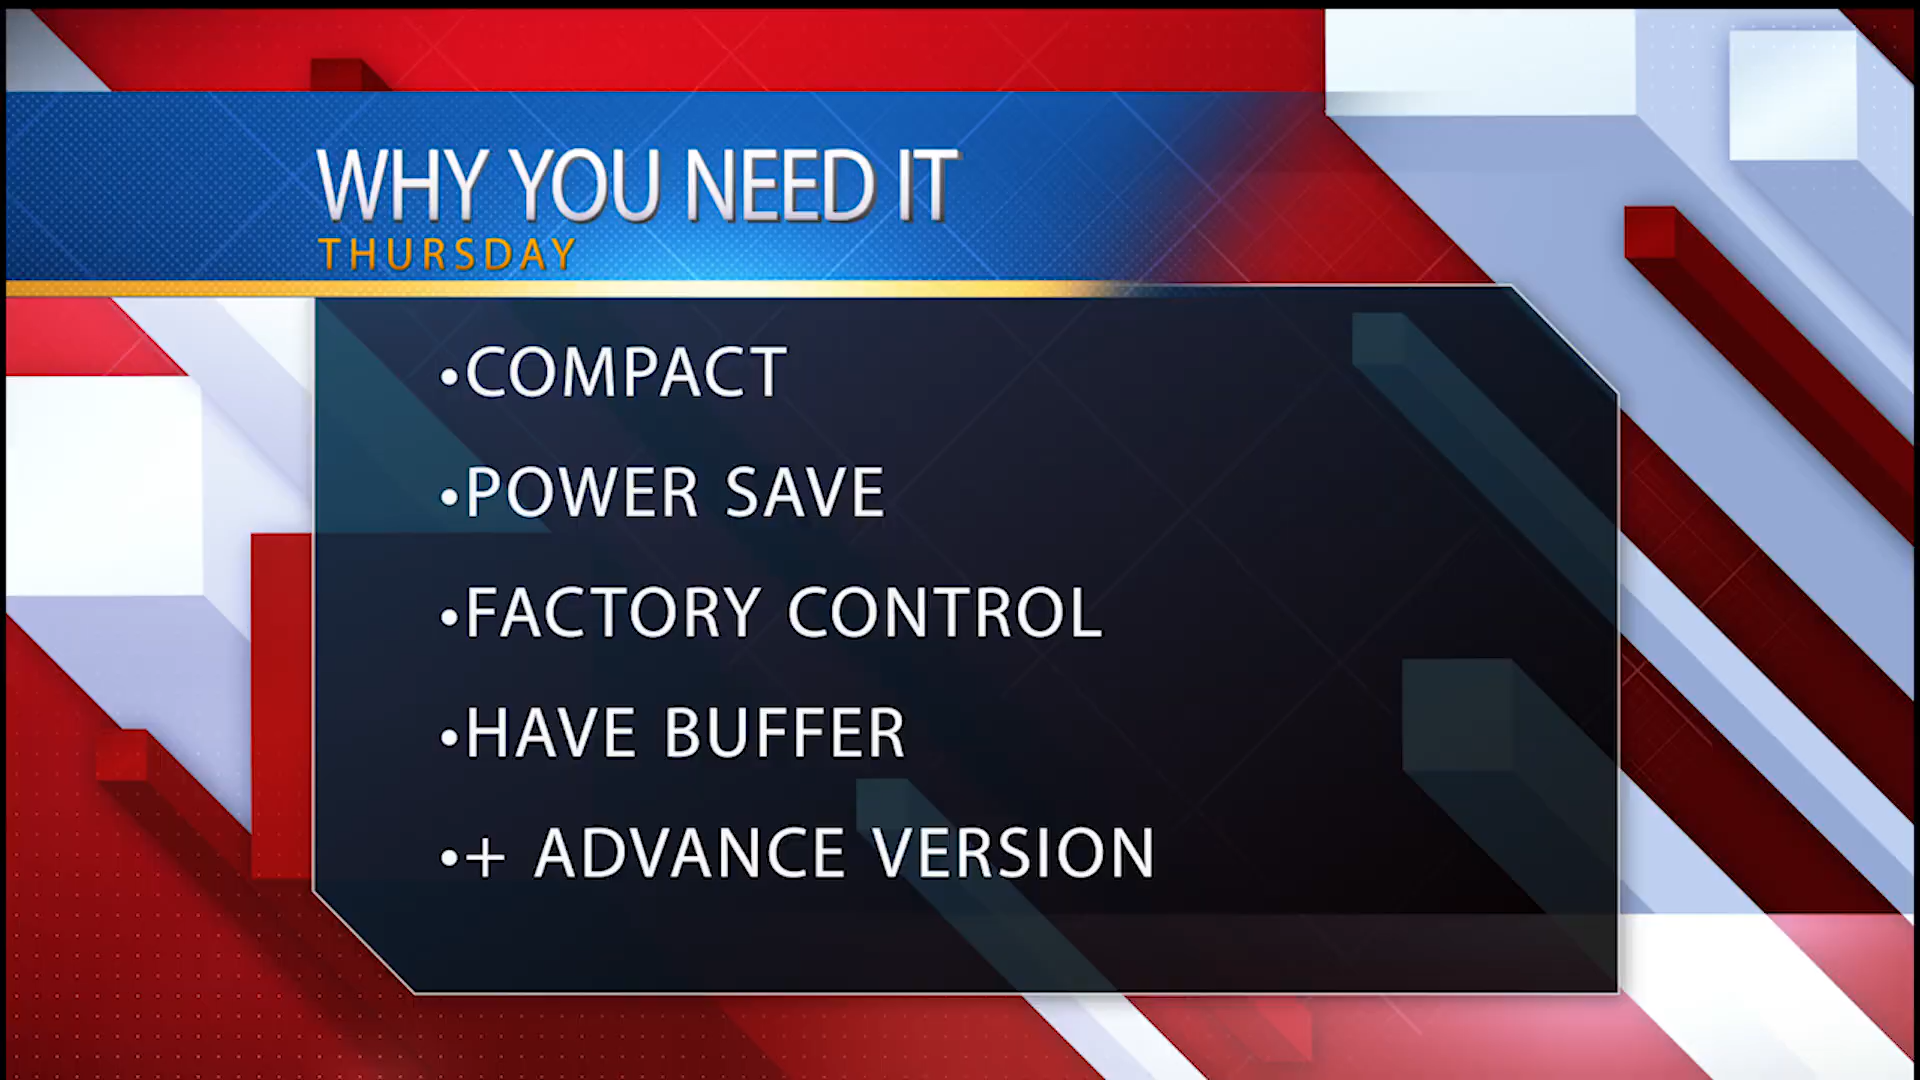 WHY YOU NEED IT
THURSDAY
•COMPACT
•POWER SAVE
•FACTORY CONTROL
•HAVE BUFFER
•+ ADVANCE VERSION